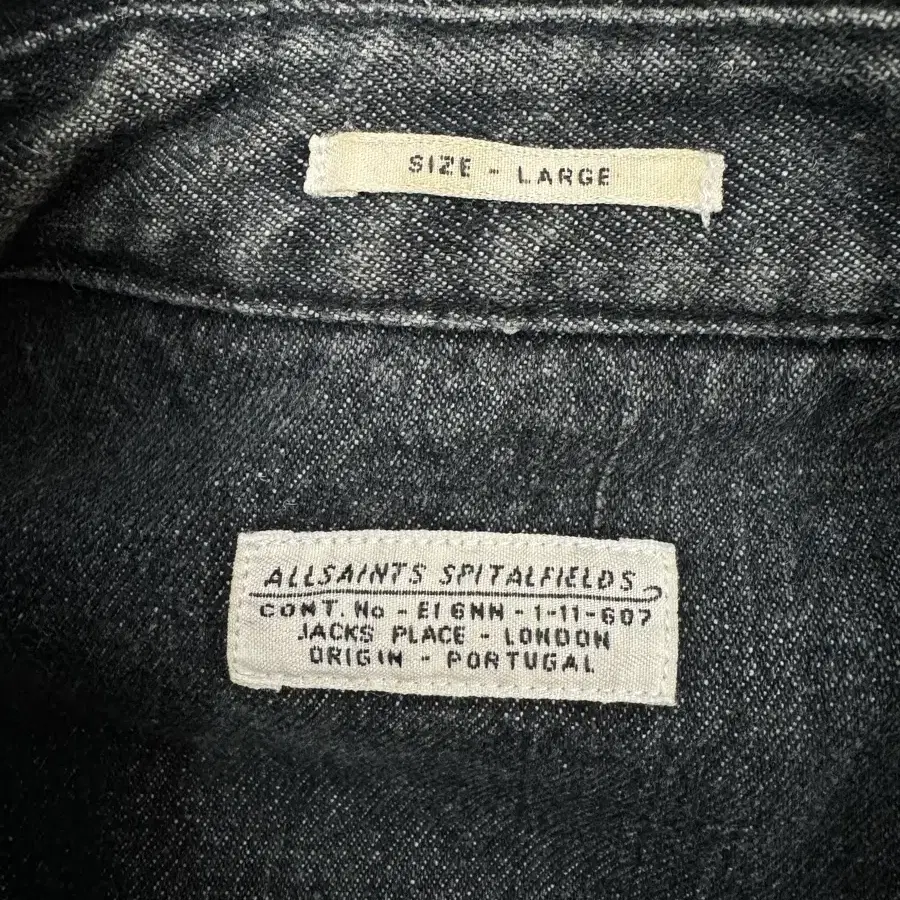 SIZE - LARGE
ALLSAINTS SPITALFIELDS
CONT. No - E1 6NN - 1-11-607
JACKS PLACE - LONDON
ORIGIN - PORTUGAL